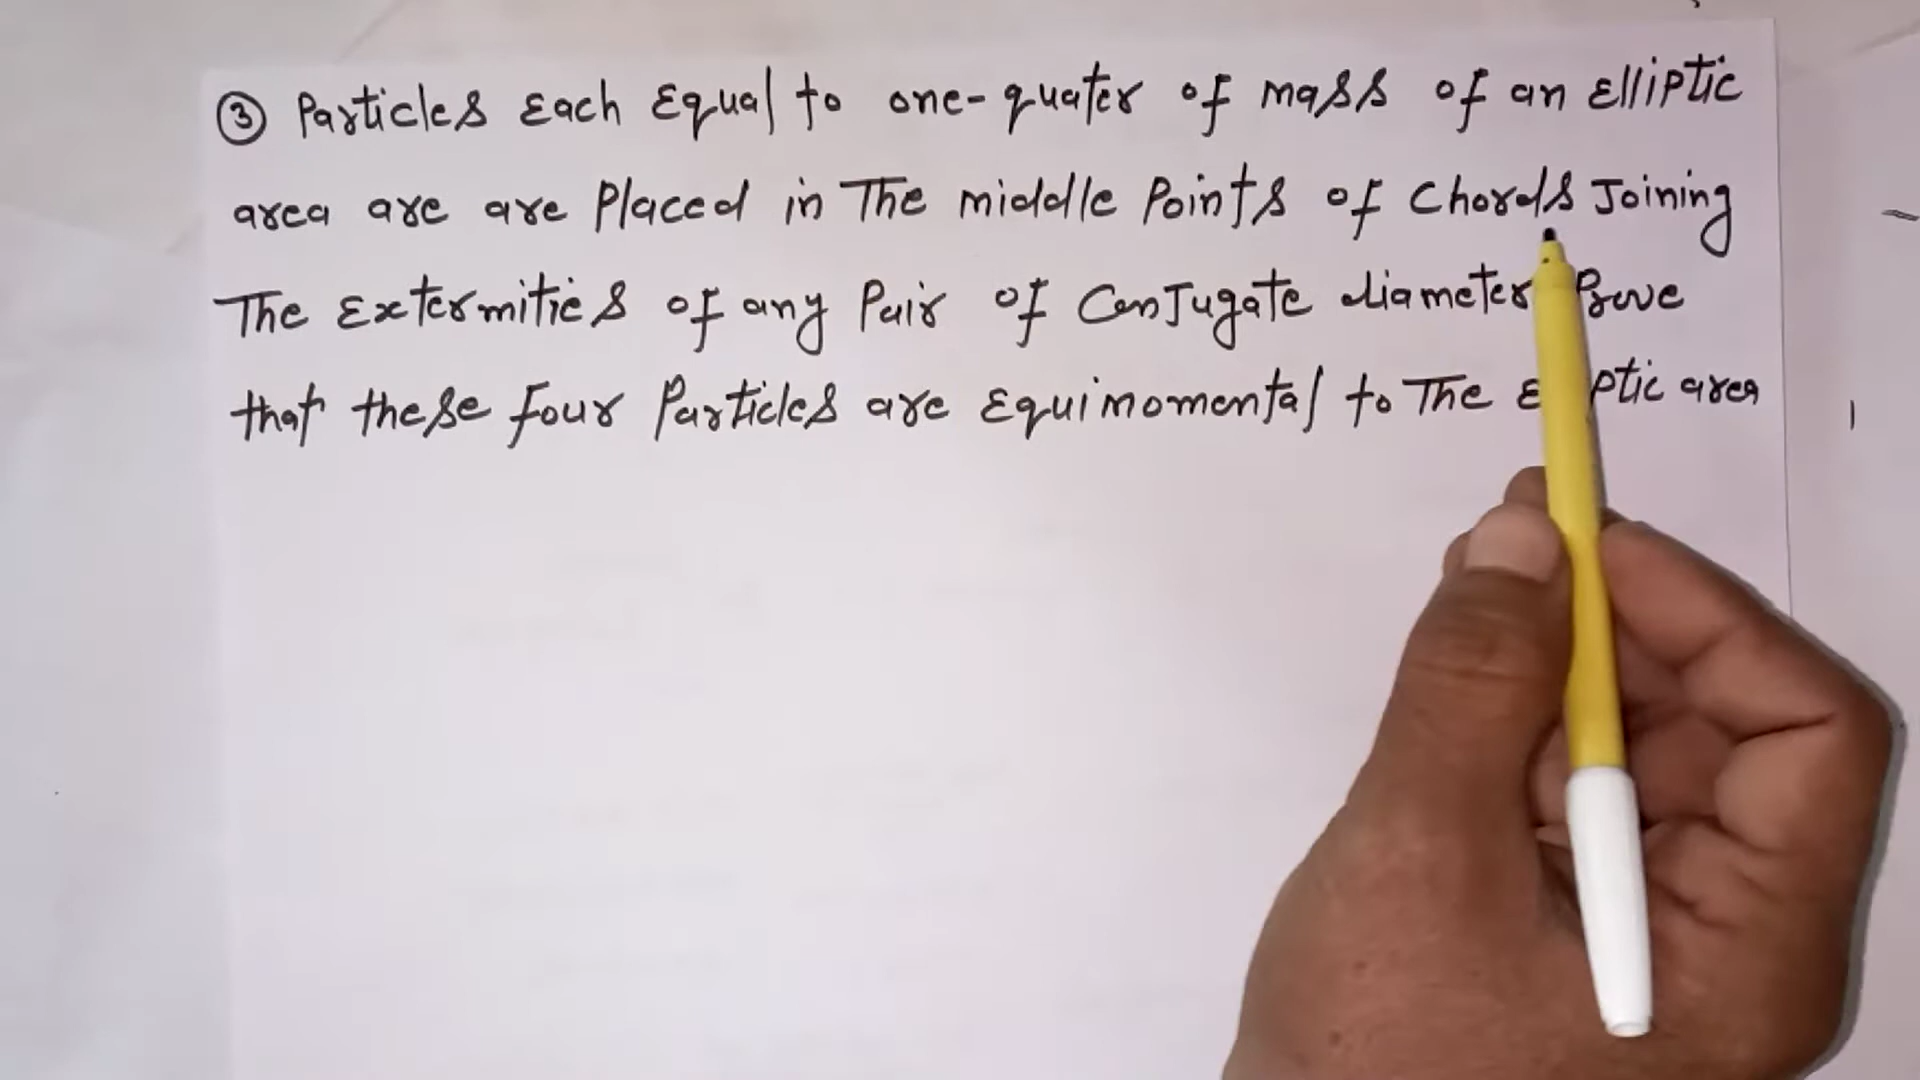 ③ Particles Each Equal to one-quater of mass of an Elliptic
area are are Placed in The middle Points of Chords Joining
The Extermities of any Pair of Conjugate diameter Prove
that these four Particles are Equimomental to The area